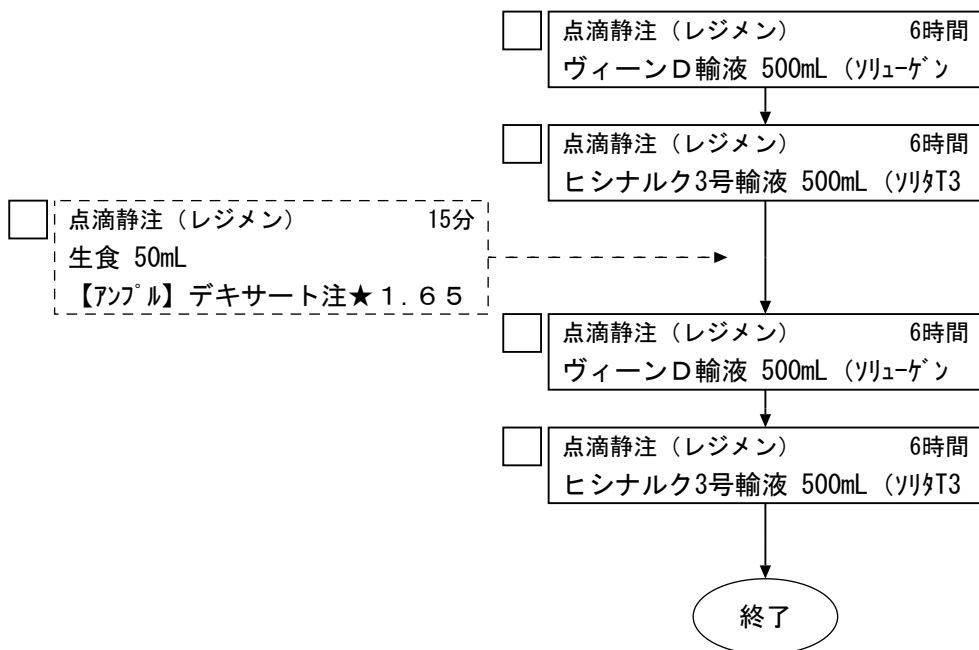 点滴静注（レジメン） 6時間
ヴィーンＤ輸液 500mL（ｿﾘｭｰｹﾞﾝ
点滴静注（レジメン） 6時間
ヒシナルク3号輸液 500mL（ｿﾘﾀT3
点滴静注（レジメン） 15分
生食 50mL
【ｱﾝﾌﾟﾙ】デキサート注★１.６５
点滴静注（レジメン） 6時間
ヴィーンＤ輸液 500mL（ｿﾘｭｰｹﾞﾝ
点滴静注（レジメン） 6時間
ヒシナルク3号輸液 500mL（ｿﾘﾀT3
終了